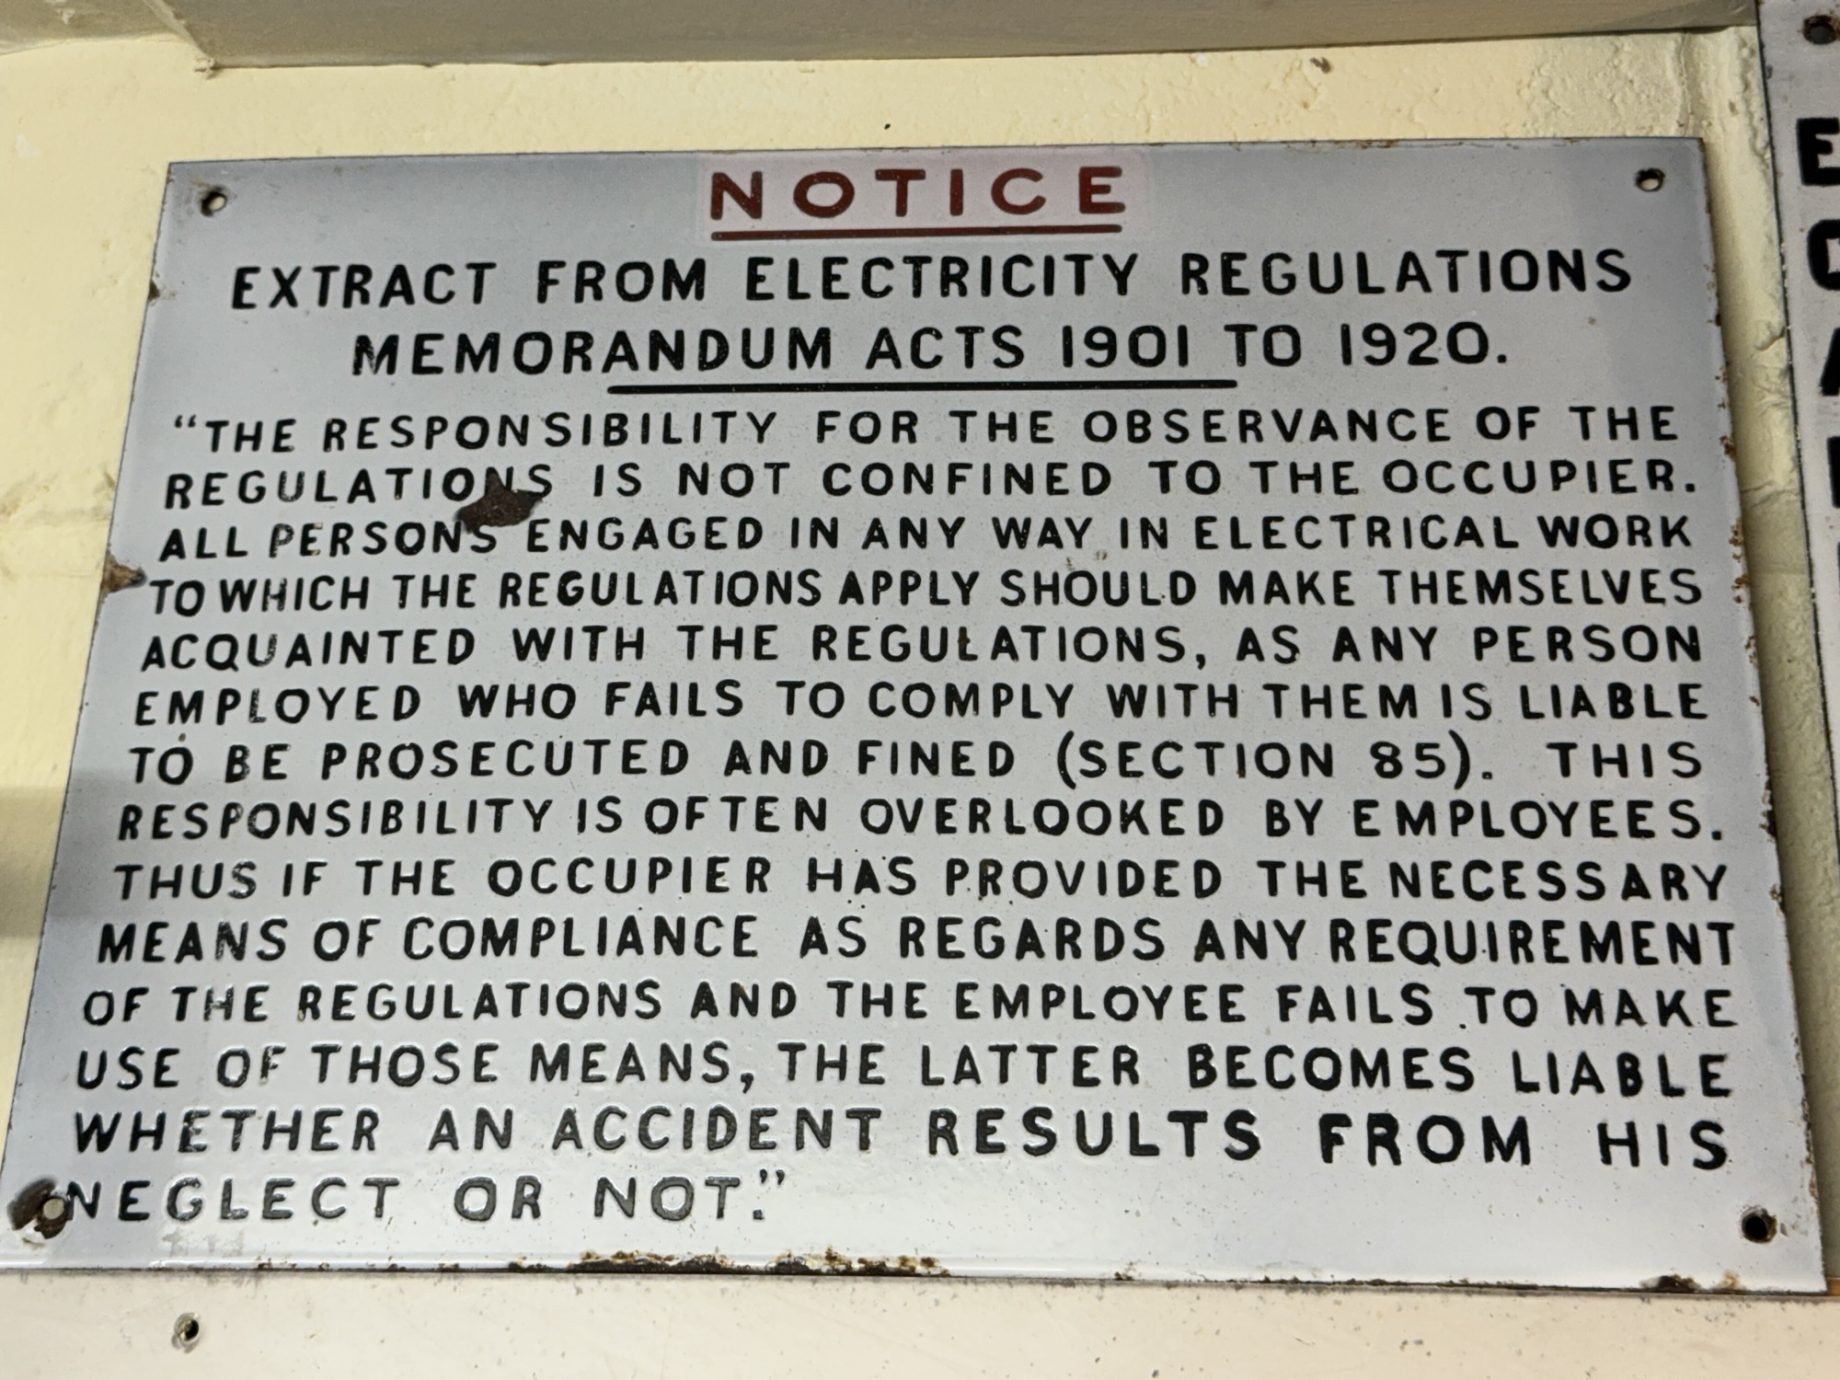 NOTICE
EXTRACT FROM ELECTRICITY REGULATIONS
MEMORANDUM ACTS 1901 TO 1920.
"THE RESPONSIBILITY FOR THE OBSERVANCE OF THE
REGULATIONS IS NOT CONFINED TO THE OCCUPIER.
ALL PERSONS ENGAGED IN ANY WAY IN ELECTRICAL WORK
TO WHICH THE REGULATIONS APPLY SHOULD MAKE THEMSELVES
ACQUAINTED WITH THE REGULATIONS, AS ANY PERSON
EMPLOYED WHO FAILS TO COMPLY WITH THEM IS LIABLE
TO BE PROSECUTED AND FINED (SECTION 85). THIS
RESPONSIBILITY IS OFTEN OVERLOOKED BY EMPLOYEES.
THUS IF THE OCCUPIER HAS PROVIDED THE NECESSARY
MEANS OF COMPLIANCE AS REGARDS ANY REQUIREMENT
OF THE REGULATIONS AND THE EMPLOYEE FAILS TO MAKE
USE OF THOSE MEANS, THE LATTER BECOMES LIABLE
WHETHER AN ACCIDENT RESULTS FROM HIS
NEGLECT OR NOT."